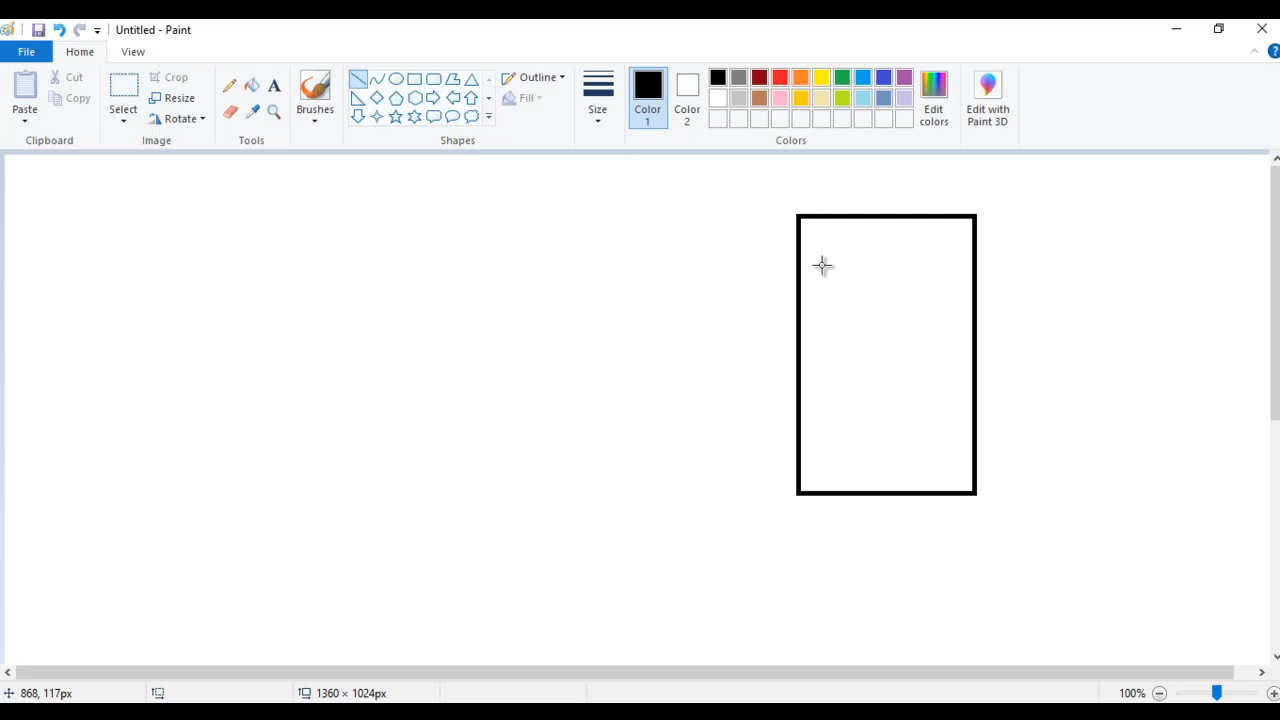 Untitled - Paint
File Home View
Paste
Cut
Copy
Clipboard
Select
Crop
Resize
Rotate
Image
A
Tools
Brushes
Shapes
Outline
Fill
Size
Color 1
Color 2
Edit colors
Colors
Edit with Paint 3D
?
868, 117px
1360 × 1024px
100%